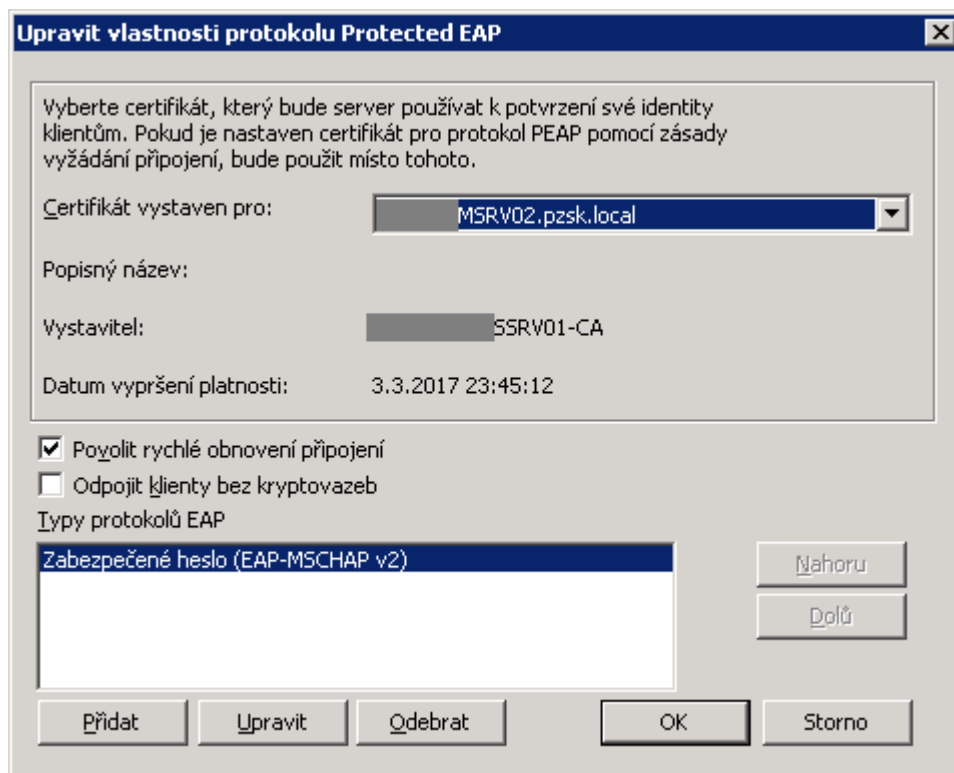 Upravit vlastnosti protokolu Protected EAP
Vyberte certifikát, který bude server používat k potvrzení své identity
klientům. Pokud je nastaven certifikát pro protokol PEAP pomocí zásady
vyžádání připojení, bude použit místo tohoto.
Certifikát vystaven pro: MSRV02.pzsk.local
Popisný název:
Vystavitel: SSRV01-CA
Datum vypršení platnosti: 3.3.2017 23:45:12
Povolit rychlé obnovení připojení
Odpojit klienty bez kryptovazeb
Typy protokolů EAP
Zabezpečené heslo (EAP-MSCHAP v2)
Nahoru
Dolů
Přidat Upravit Odebrat OK Storno